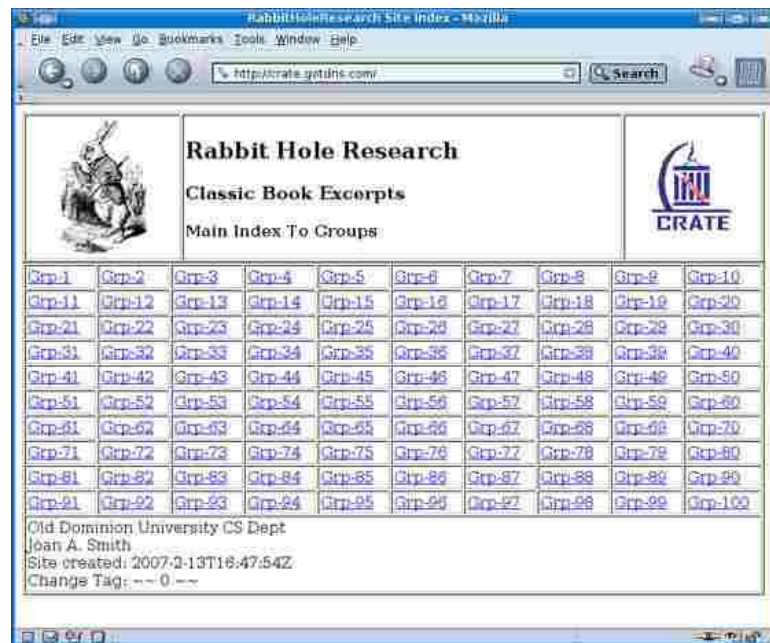 RabbitHoleResearch Site Index - Mozilla
File Edit View Go Bookmarks Tools Window Help
http://crate.gotdns.com/ Search
Rabbit Hole Research
Classic Book Excerpts
Main Index To Groups
CRATE
Grp-1 Grp-2 Grp-3 Grp-4 Grp-5 Grp-6 Grp-7 Grp-8 Grp-9 Grp-10
Grp-11 Grp-12 Grp-13 Grp-14 Grp-15 Grp-16 Grp-17 Grp-18 Grp-19 Grp-20
Grp-21 Grp-22 Grp-23 Grp-24 Grp-25 Grp-26 Grp-27 Grp-28 Grp-29 Grp-30
Grp-31 Grp-32 Grp-33 Grp-34 Grp-35 Grp-36 Grp-37 Grp-38 Grp-39 Grp-40
Grp-41 Grp-42 Grp-43 Grp-44 Grp-45 Grp-46 Grp-47 Grp-48 Grp-49 Grp-50
Grp-51 Grp-52 Grp-53 Grp-54 Grp-55 Grp-56 Grp-57 Grp-58 Grp-59 Grp-60
Grp-61 Grp-62 Grp-63 Grp-64 Grp-65 Grp-66 Grp-67 Grp-68 Grp-69 Grp-70
Grp-71 Grp-72 Grp-73 Grp-74 Grp-75 Grp-76 Grp-77 Grp-78 Grp-79 Grp-80
Grp-81 Grp-82 Grp-83 Grp-84 Grp-85 Grp-86 Grp-87 Grp-88 Grp-89 Grp-90
Grp-91 Grp-92 Grp-93 Grp-94 Grp-95 Grp-96 Grp-97 Grp-98 Grp-99 Grp-100
Old Dominion University CS Dept
Joan A. Smith
Site created: 2007-2-13T16:47:54Z
Change Tag: ~~ 0 ~~